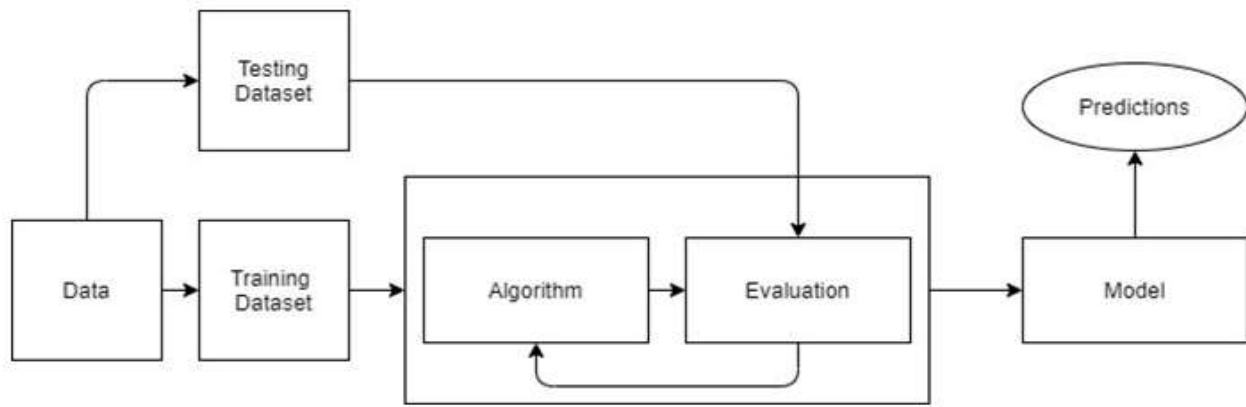 Testing
Dataset
Predictions
Data
Training
Dataset
Algorithm
Evaluation
Model